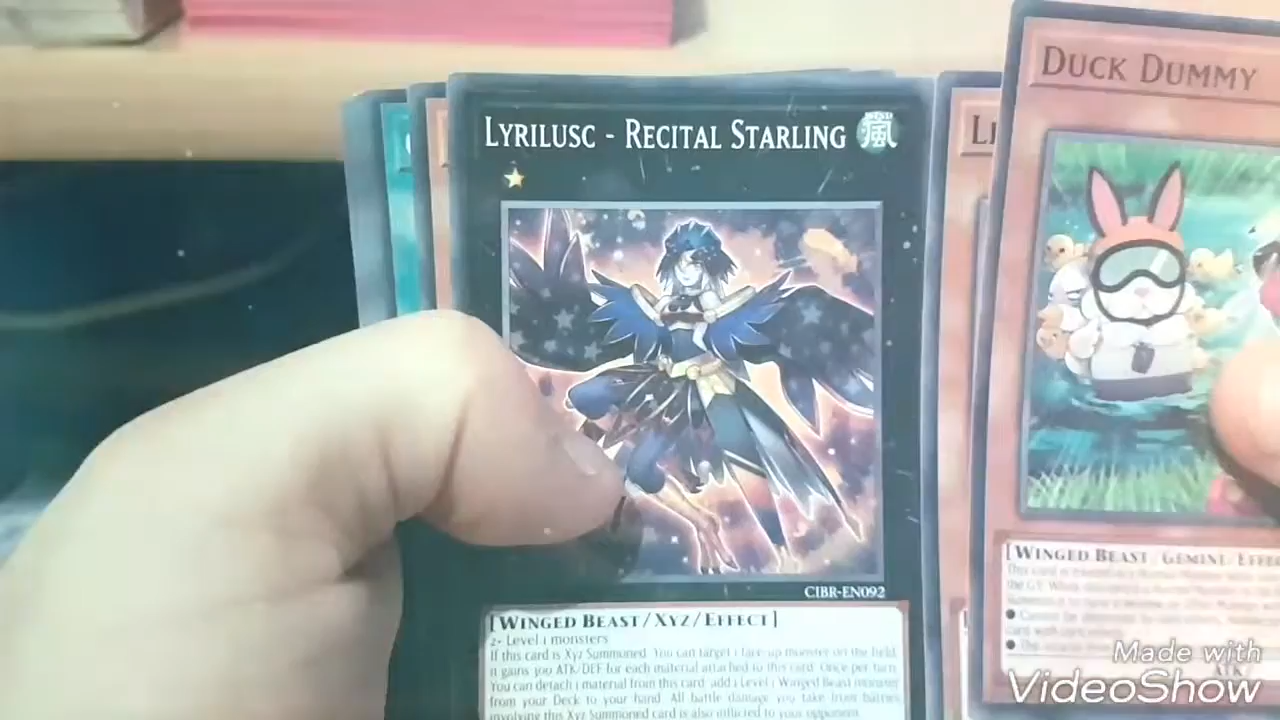 LYRILUSC - RECITAL STARLING 風
DUCK DUMMY
CIBR-EN092
[WINGED BEAST/XYZ/EFFECT]
2+ Level 1 monsters
If this card is Xyz Summoned: You can target 1 face-up monster on the field;
it gains 300 ATK/DEF for each material attached to this card. Once per turn:
You can detach 1 material from this card; add 1 Level 1 Winged Beast monster
from your Deck to your hand. All battle damage you take from battles
involving this Xyz Summoned card is also inflicted to your opponent.
[WINGED BEAST/GEMINI/EFFE
Made with
VideoShow